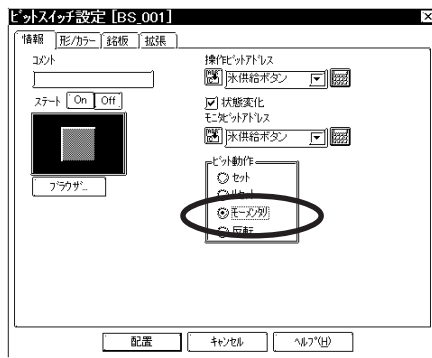 ビットスイッチ設定 [BS_001]
情報 形/カラー 銘板 拡張
コメント
ステート On Off
ブラウザ...
操作ビットアドレス
氷供給ボタン
状態変化
モニタビットアドレス
氷供給ボタン
ビット動作
セット
リセット
モーメンタリ
反転
配置 キャンセル ヘルプ(H)